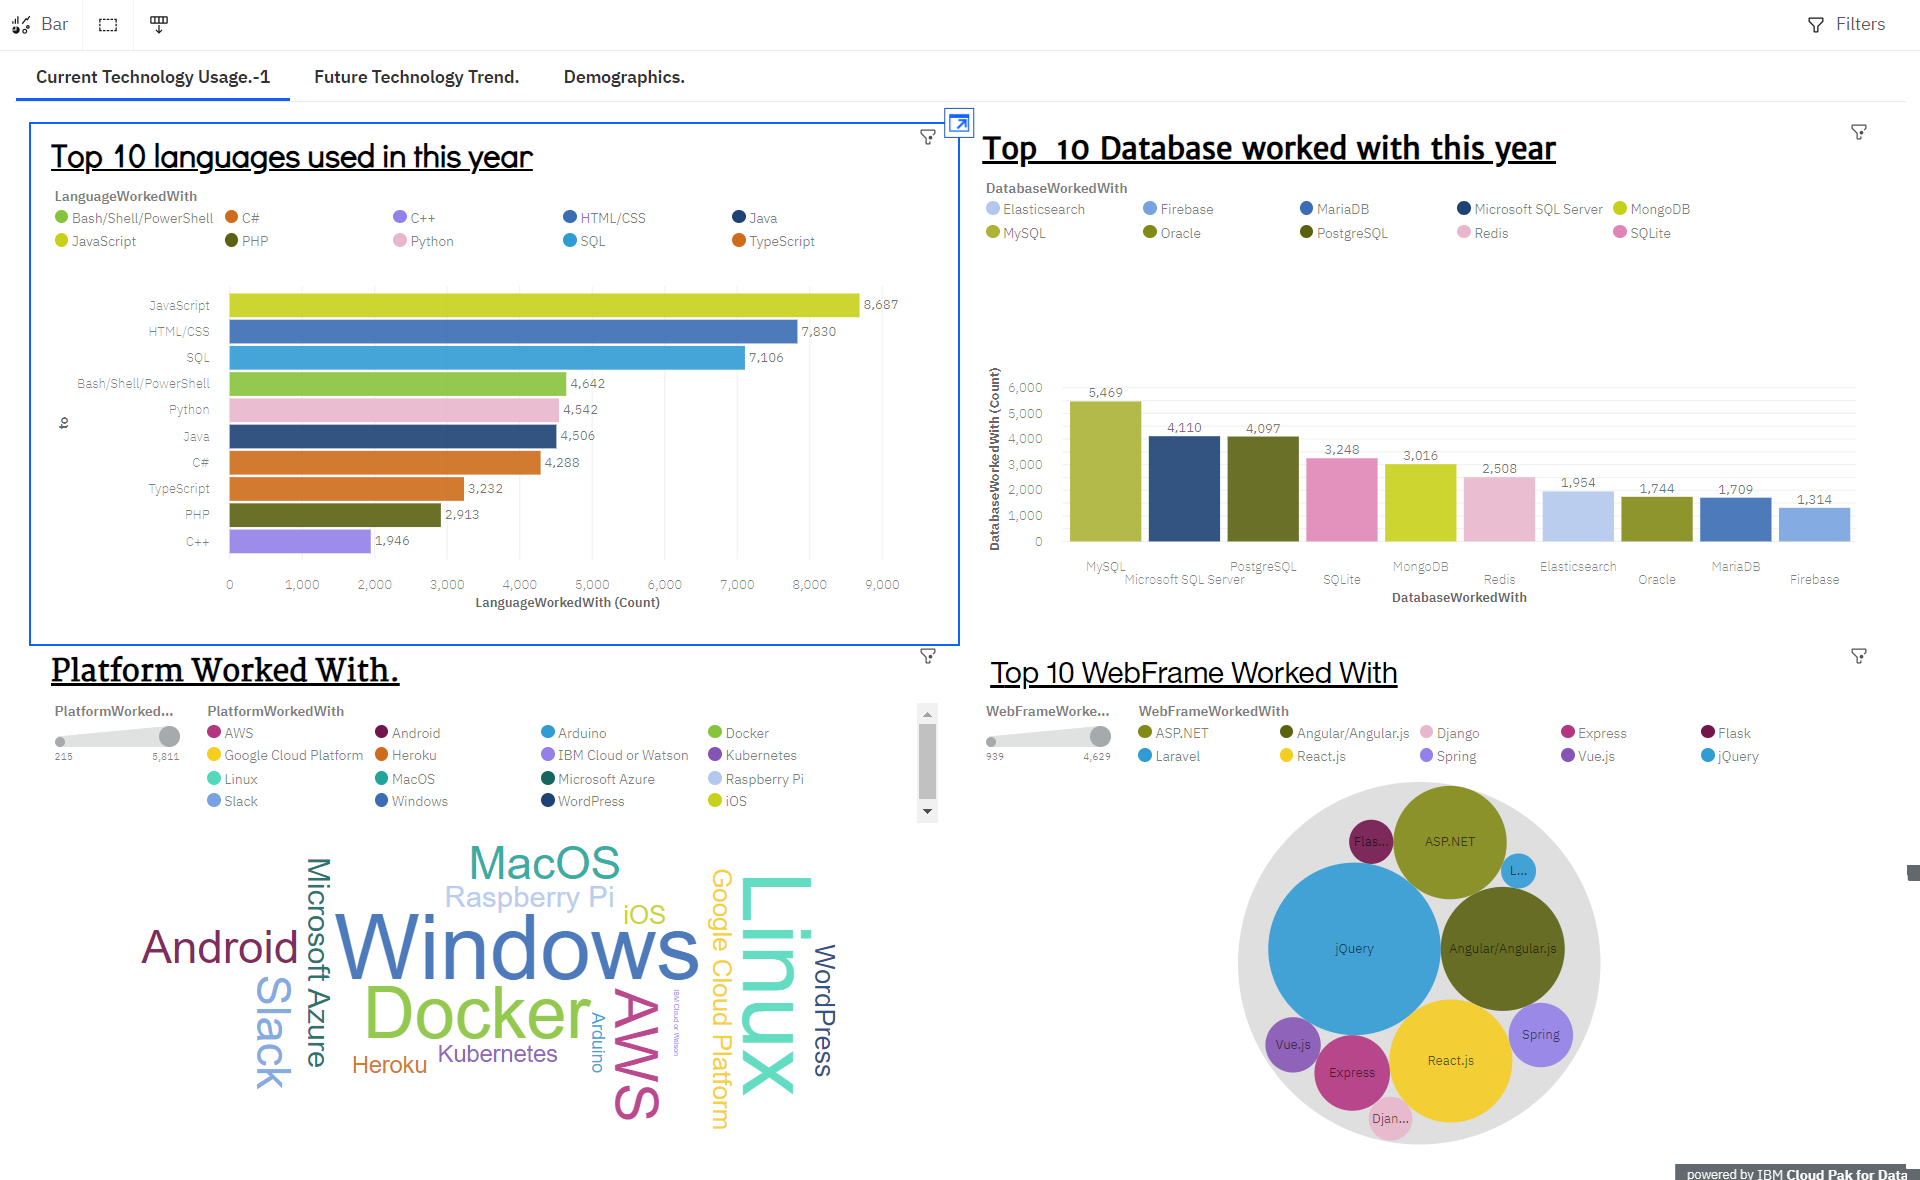 Bar
Filters
Current Technology Usage.-1 Future Technology Trend. Demographics.
Top 10 languages used in this year
LanguageWorkedWith
Bash/Shell/PowerShell C# C++ HTML/CSS Java
JavaScript PHP Python SQL TypeScript
JavaScript 8,687
HTML/CSS 7,830
SQL 7,106
Bash/Shell/PowerShell 4,642
Python 4,542
Java 4,506
C# 4,288
TypeScript 3,232
PHP 2,913
C++ 1,946
0 1,000 2,000 3,000 4,000 5,000 6,000 7,000 8,000 9,000
LanguageWorkedWith (Count)
Top 10 Database worked with this year
DatabaseWorkedWith
Elasticsearch Firebase MariaDB Microsoft SQL Server MongoDB
MySQL Oracle PostgreSQL Redis SQLite
DatabaseWorkedWith (Count)
6,000
5,000
4,000
3,000
2,000
1,000
0
5,469 4,110 4,097 3,248 3,016 2,508 1,954 1,744 1,709 1,314
MySQL Microsoft SQL Server PostgreSQL SQLite MongoDB Redis Elasticsearch Oracle MariaDB Firebase
DatabaseWorkedWith
Platform Worked With.
PlatformWorked...
215 5,811
PlatformWorkedWith
AWS Android Arduino Docker
Google Cloud Platform Heroku IBM Cloud or Watson Kubernetes
Linux MacOS Microsoft Azure Raspberry Pi
Slack Windows WordPress iOS
MacOS
Raspberry Pi
iOS
Android
Microsoft Azure
Windows
Google Cloud Platform
Linux
WordPress
Slack
Docker
Arduino
AWS
IBM Cloud or Watson
Heroku
Kubernetes
Top 10 WebFrame Worked With
WebFrameWorke...
939 4,629
WebFrameWorkedWith
ASP.NET Angular/Angular.js Django Express Flask
Laravel React.js Spring Vue.js jQuery
Flas...
ASP.NET
L...
jQuery
Angular/Angular.js
Vue.js
Express
React.js
Spring
Djan...
powered by IBM Cloud Pak for Data